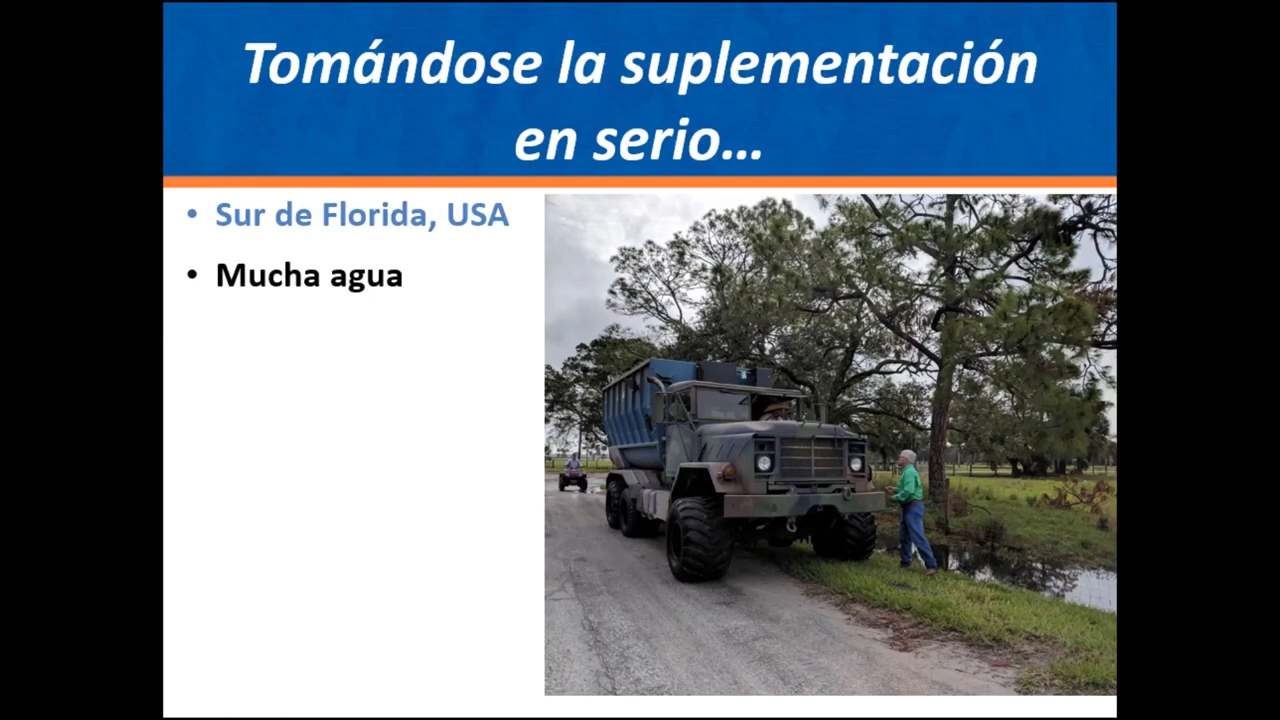 Tomándose la suplementación
en serio...
• Sur de Florida, USA
• Mucha agua